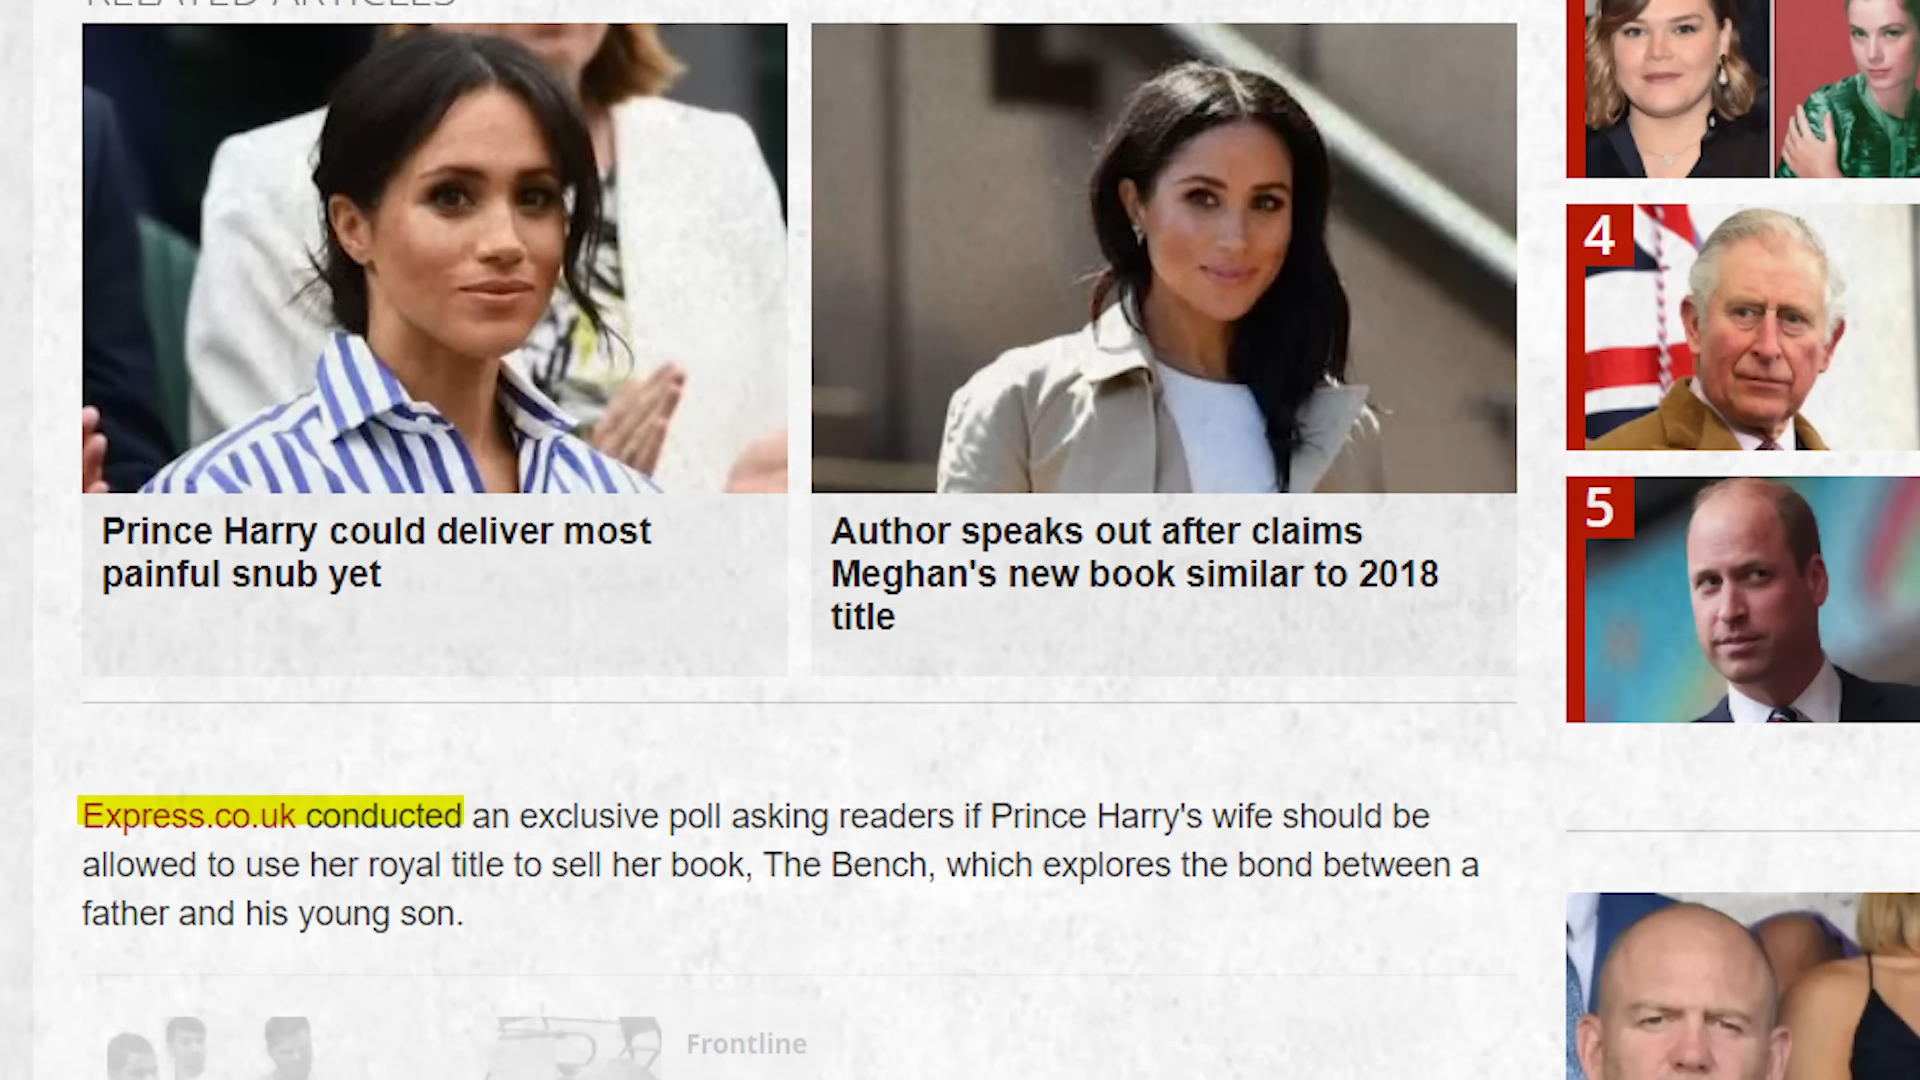 RELATED ARTICLES
Prince Harry could deliver most
painful snub yet
Author speaks out after claims
Meghan's new book similar to 2018
title
4
5
Express.co.uk conducted an exclusive poll asking readers if Prince Harry's wife should be
allowed to use her royal title to sell her book, The Bench, which explores the bond between a
father and his young son.
Frontline